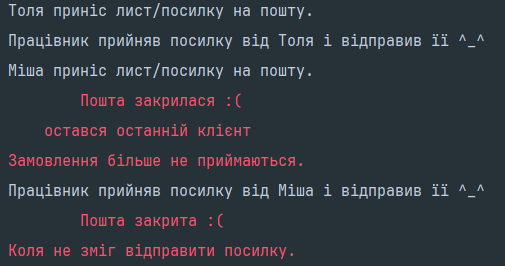 Толя приніс лист/посилку на пошту.
Працівник прийняв посилку від Толя і відправив її ^_^
Міша приніс лист/посилку на пошту.
Пошта закрилася :(
остався останній клієнт
Замовлення більше не приймаються.
Працівник прийняв посилку від Міша і відправив її ^_^
Пошта закрита :(
Коля не зміг відправити посилку.